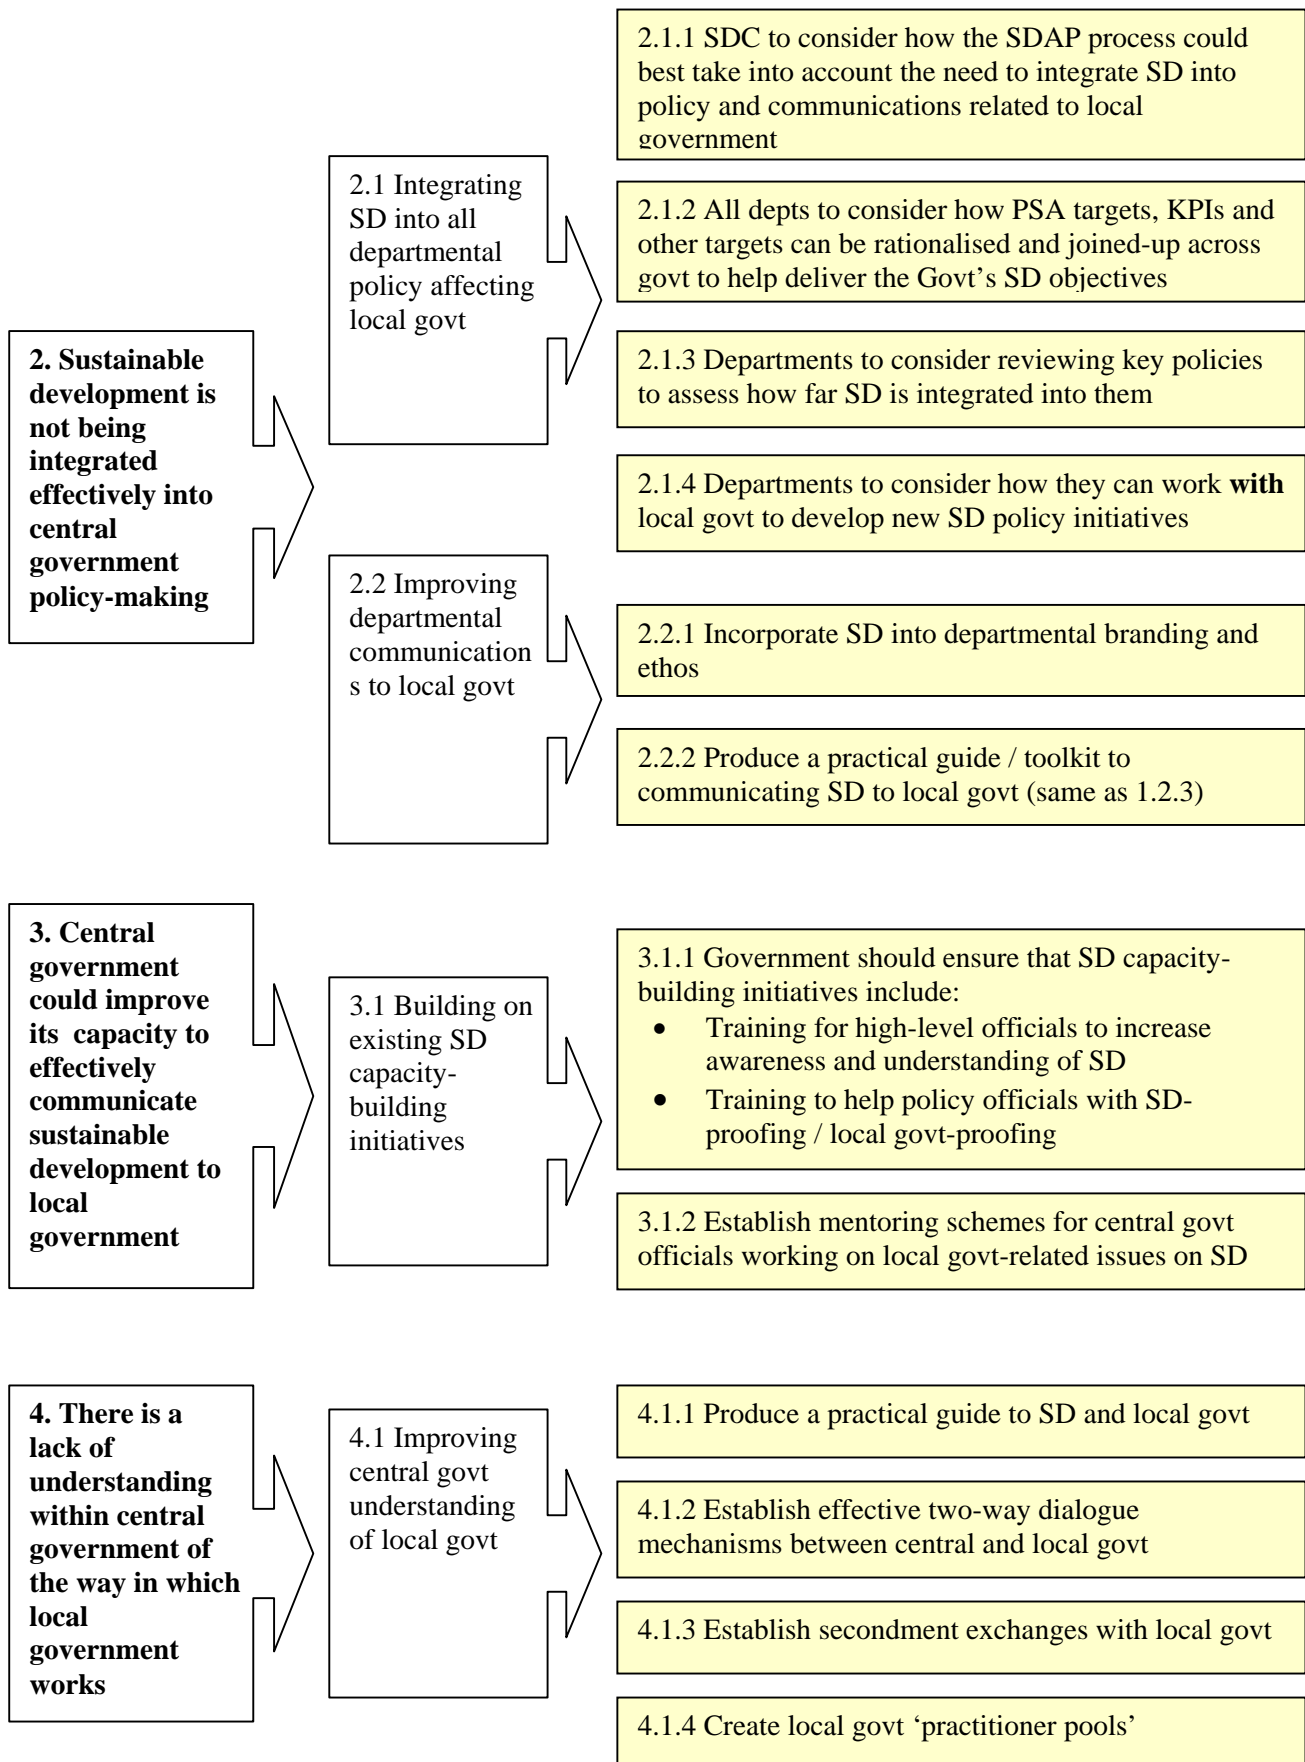 2. Sustainable
development is
not being
integrated
effectively into
central
government
policy-making
2.1 Integrating
SD into all
departmental
policy affecting
local govt
2.1.1 SDC to consider how the SDAP process could
best take into account the need to integrate SD into
policy and communications related to local
government
2.1.2 All depts to consider how PSA targets, KPIs and
other targets can be rationalised and joined-up across
govt to help deliver the Govt’s SD objectives
2.1.3 Departments to consider reviewing key policies
to assess how far SD is integrated into them
2.1.4 Departments to consider how they can work with
local govt to develop new SD policy initiatives
2.2 Improving
departmental
communication
s to local govt
2.2.1 Incorporate SD into departmental branding and
ethos
2.2.2 Produce a practical guide / toolkit to
communicating SD to local govt (same as 1.2.3)
3. Central
government
could improve
its capacity to
effectively
communicate
sustainable
development to
local
government
3.1 Building on
existing SD
capacity-
building
initiatives
3.1.1 Government should ensure that SD capacity-
building initiatives include:
• Training for high-level officials to increase
awareness and understanding of SD
• Training to help policy officials with SD-
proofing / local govt-proofing
3.1.2 Establish mentoring schemes for central govt
officials working on local govt-related issues on SD
4. There is a
lack of
understanding
within central
government of
the way in which
local
government
works
4.1 Improving
central govt
understanding
of local govt
4.1.1 Produce a practical guide to SD and local govt
4.1.2 Establish effective two-way dialogue
mechanisms between central and local govt
4.1.3 Establish secondment exchanges with local govt
4.1.4 Create local govt ‘practitioner pools’